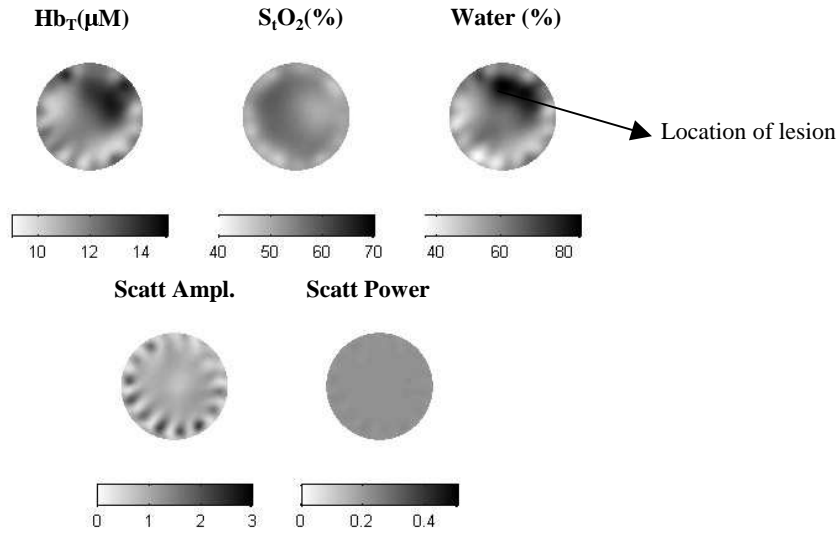 Hb_T(µM) S_tO_2(%) Water (%)
Location of lesion
10 12 14 40 50 60 70 40 60 80
Scatt Ampl. Scatt Power
0 1 2 3 0 0.2 0.4